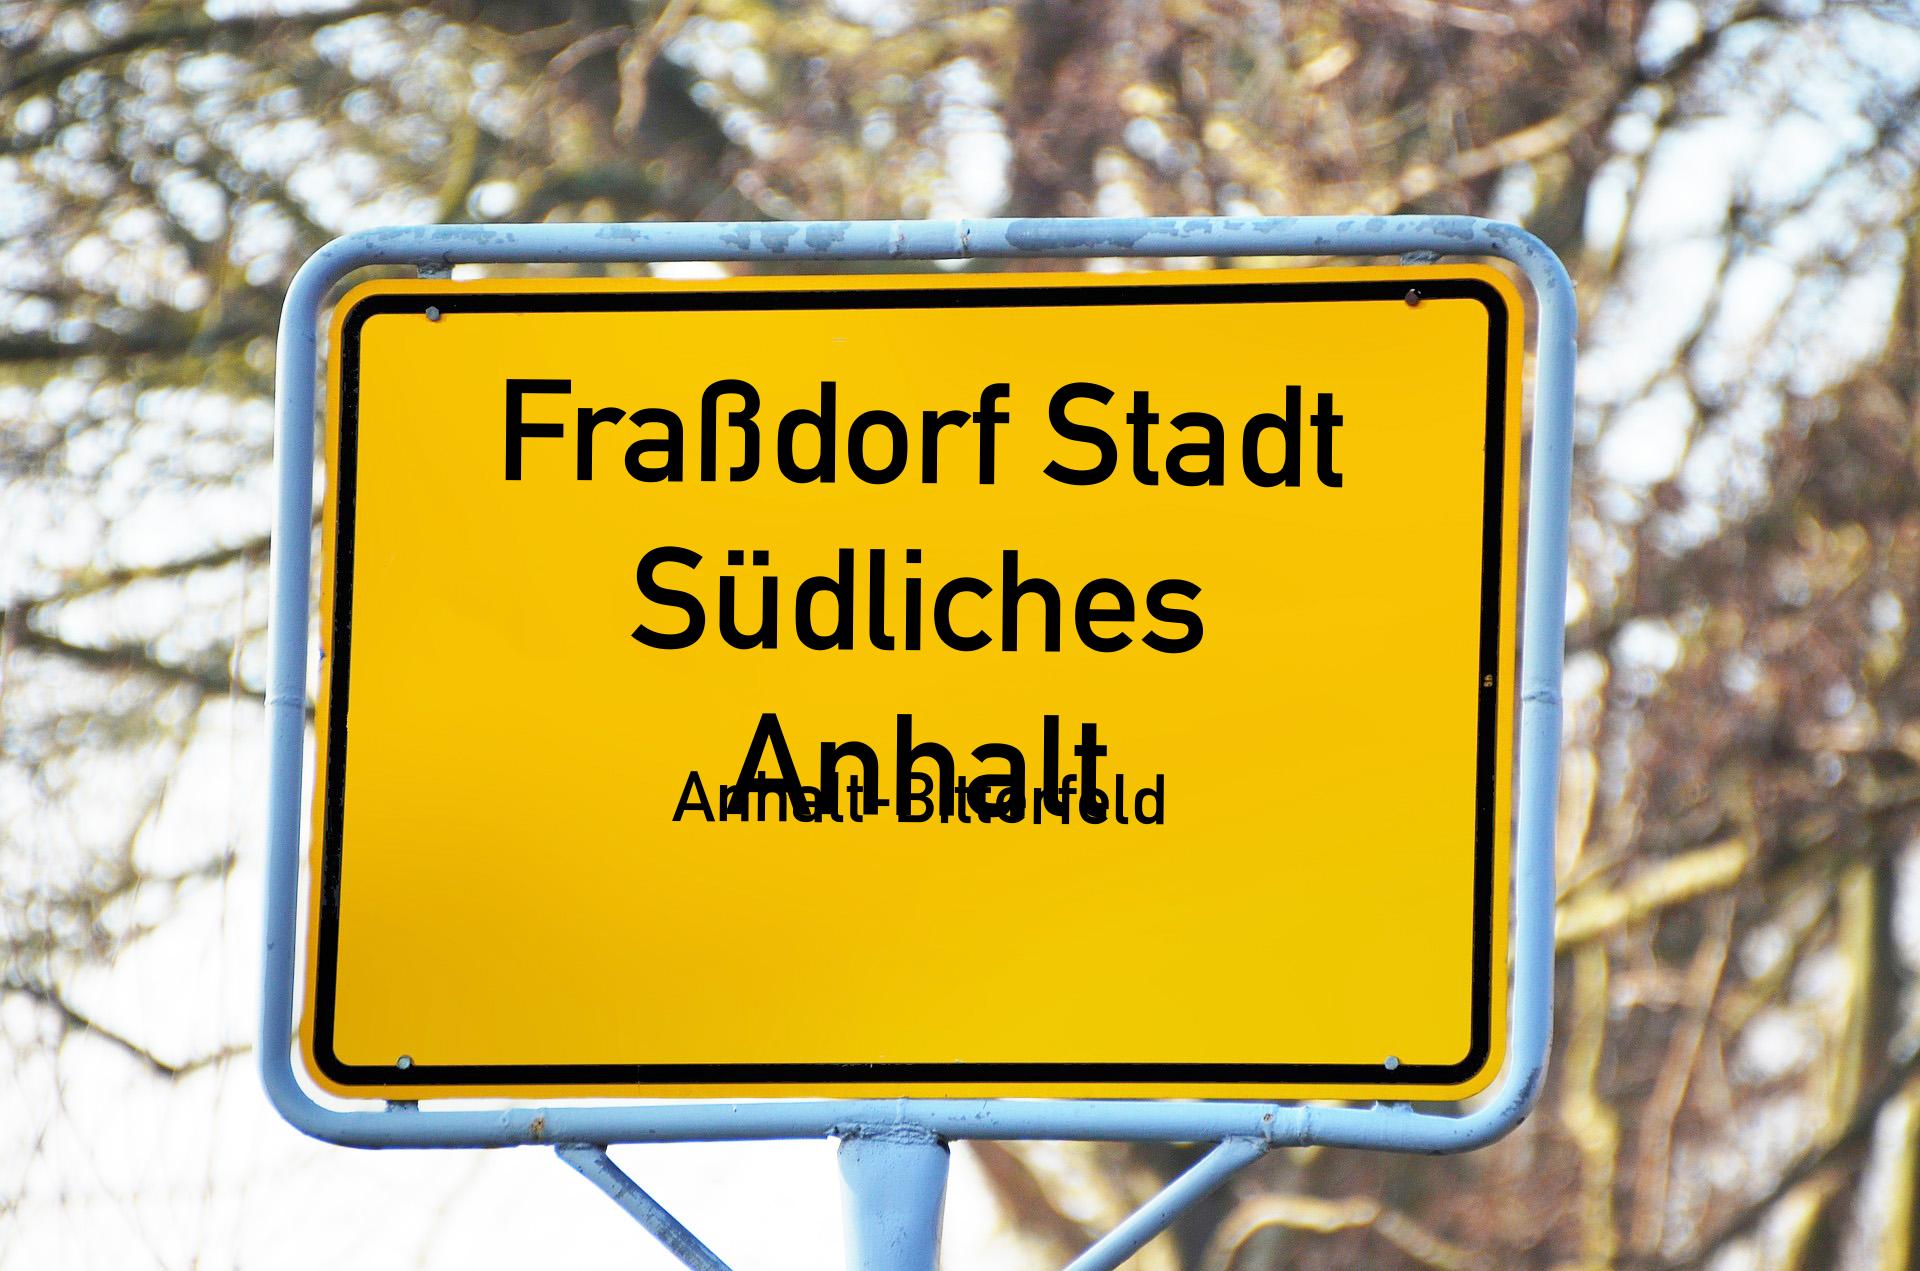 Fraßdorf Stadt
Südliches
Anhalt
Anhalt-Bitterfeld